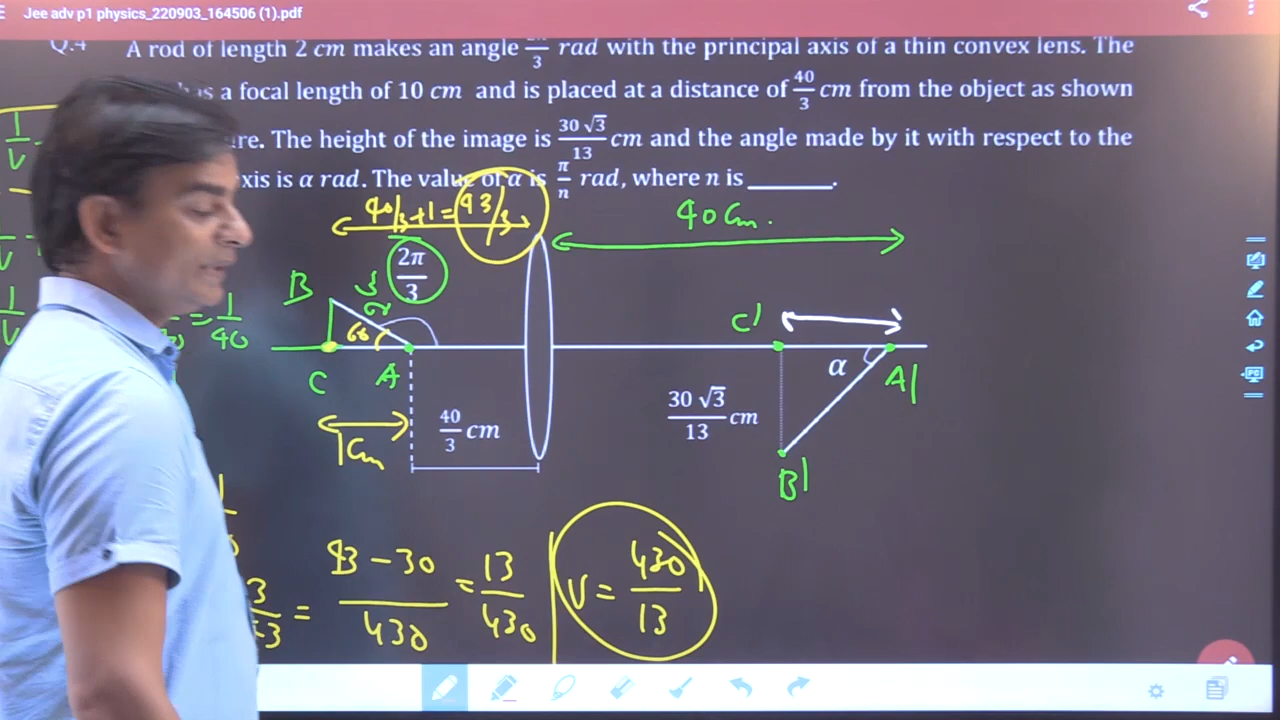 Jee adv p1 physics_220903_164506 (1).pdf
Q.4 A rod of length 2 cm makes an angle 2π/3 rad with the principal axis of a thin convex lens. The
s a focal length of 10 cm and is placed at a distance of 40/3 cm from the object as shown
re. The height of the image is 30√3/13 cm and the angle made by it with respect to the
xis is α rad. The value of α is π/n rad, where n is ______.
40/3+1=43/3
40 Cm.
2π/3
B
60
C
A
1Cm
40/3 cm
C'
α
A'
30√3/13 cm
B'
1/V
1/V
=1/40
= 43-30/430 = 13/430
V = 430/13